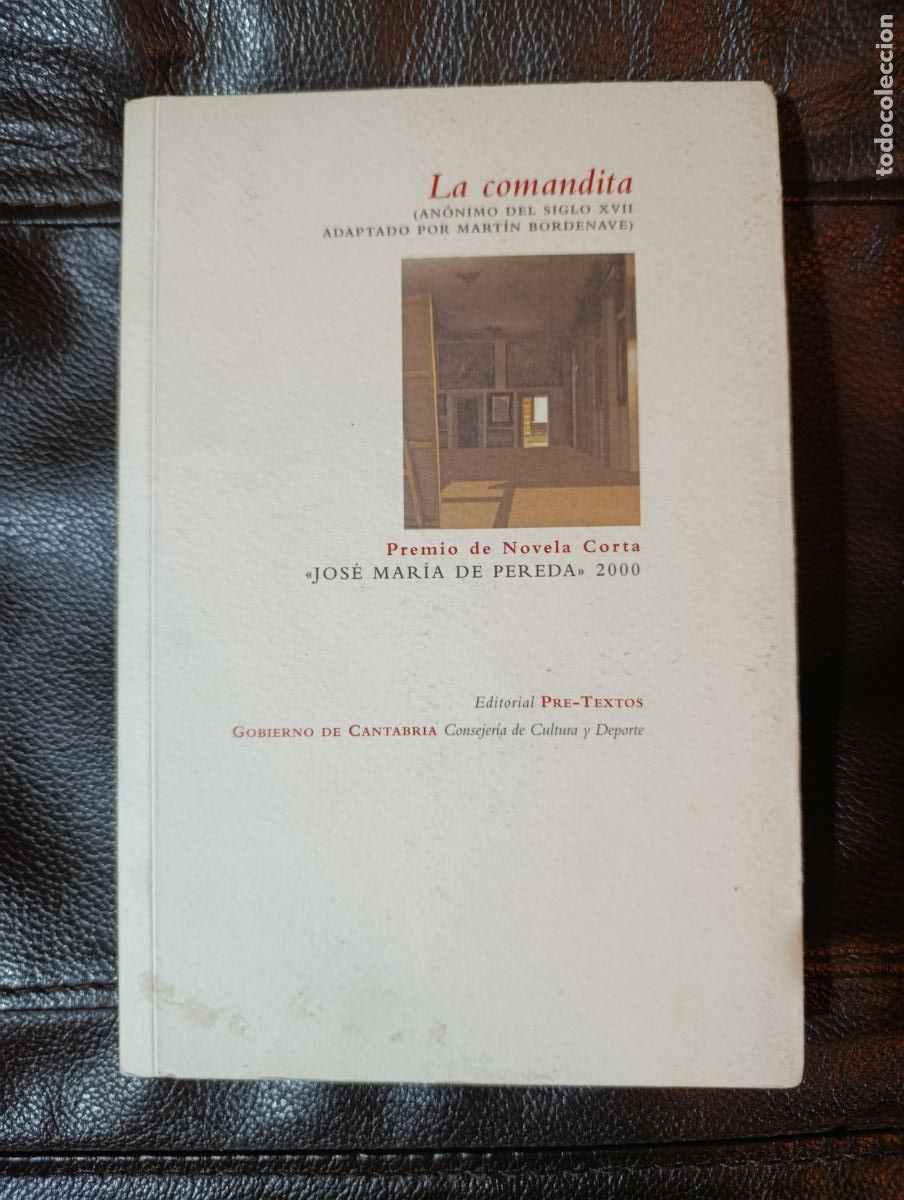 todocoleccion
La comandita
(ANÓNIMO DEL SIGLO XVII
ADAPTADO POR MARTÍN BORDENAVE)
Premio de Novela Corta
«JOSÉ MARÍA DE PEREDA» 2000
Editorial PRE-TEXTOS
GOBIERNO DE CANTABRIA Consejería de Cultura y Deporte